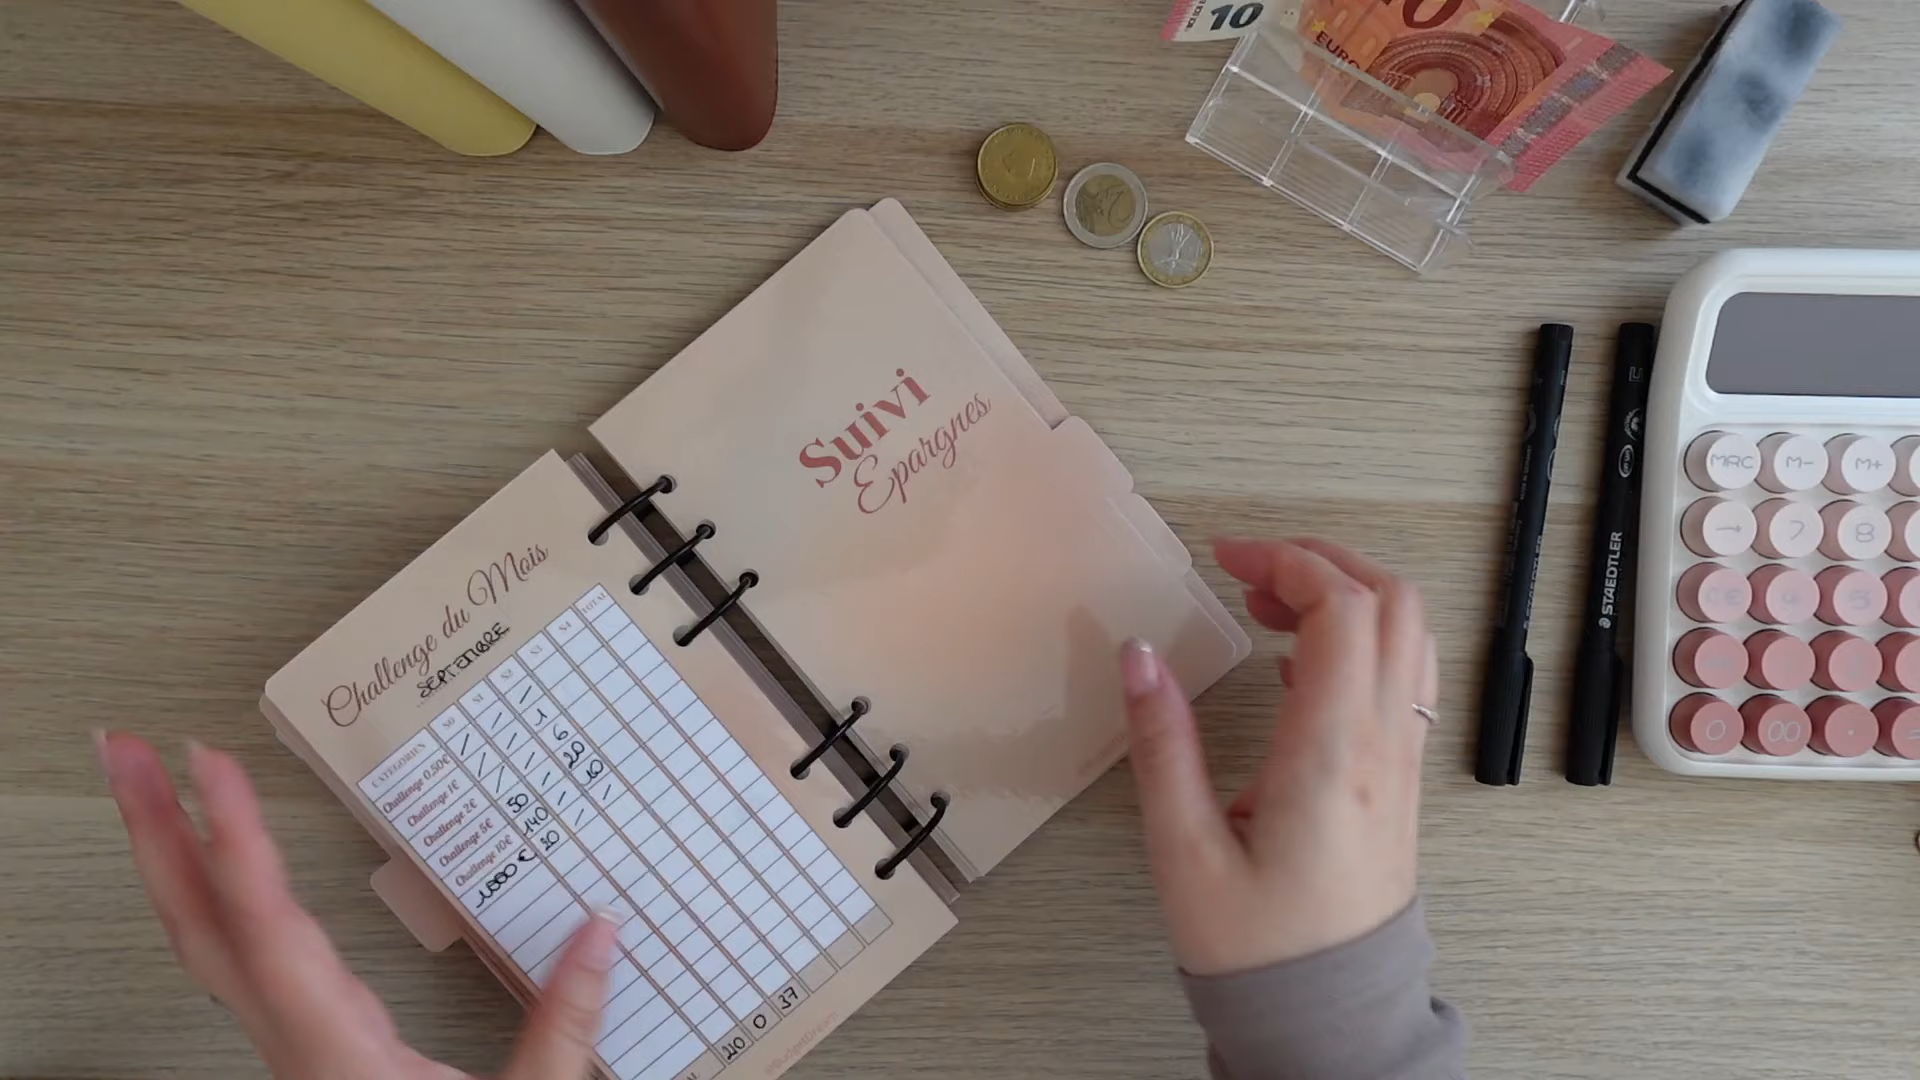 Challenge du Mois
SEPTEMBRE
CATEGORIES S0 S1 S2 S3 S4 TOTAL
Challenge 0,50€ / / /
Challenge 1€ / / 1
Challenge 2€ / / 6
Challenge 5€ 50 / 20
Challenge 10€ 140 / 10
1000 € 20 / /
210 0 37
@BudgetDream
Suivi
Epargnes
10
10
EURO
STAEDTLER
MRC M- M+
7 8
0 00 .